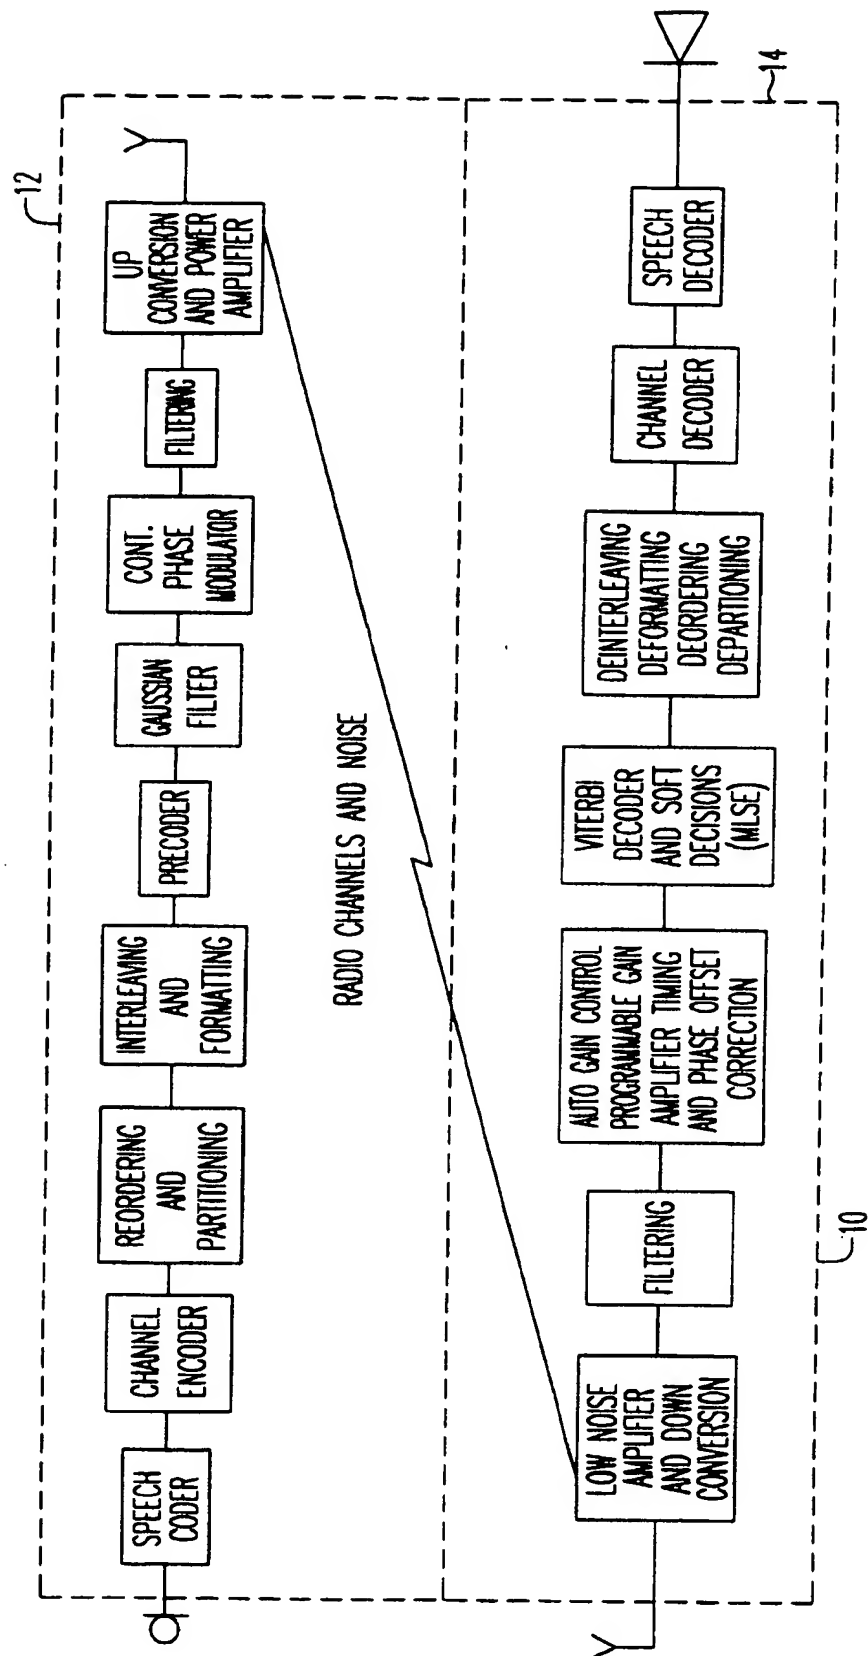 12
SPEECH
CODER
CHANNEL
ENCODER
REORDERING
AND
PARTITIONING
INTERLEAVING
AND
FORMATTING
PRECODER
GAUSSIAN
FILTER
CONT.
PHASE
MODULATOR
FILTERING
UP
CONVERSION
AND POWER
AMPLIFIER
RADIO CHANNELS AND NOISE
LOW NOISE
AMPLIFIER
AND DOWN
CONVERSION
FILTERING
AUTO GAIN CONTROL
PROGRAMMABLE GAIN
AMPLIFIER TIMING
AND PHASE OFFSET
CORRECTION
VITERBI
DECODER
AND SOFT
DECISIONS
(MLSE)
DEINTERLEAVING
DEFORMATTING
DEORDERING
DEPARTIONING
CHANNEL
DECODER
SPEECH
DECODER
14
10